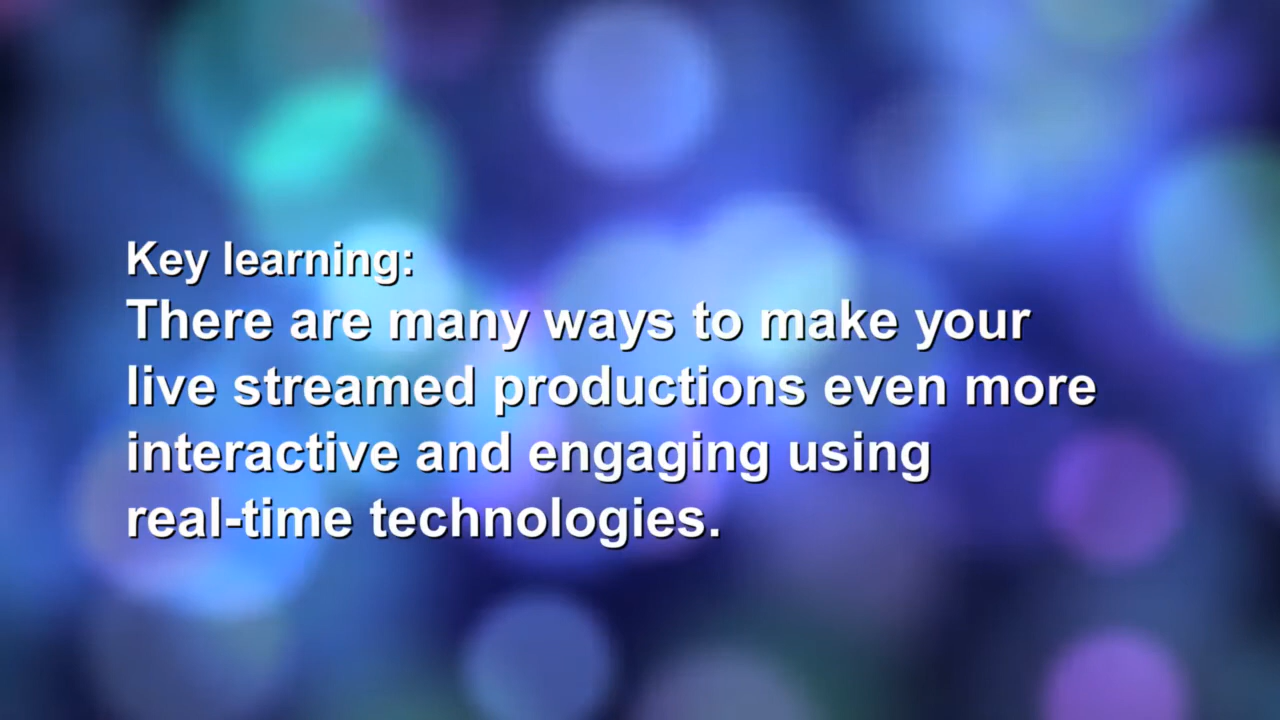 Key learning:
There are many ways to make your
live streamed productions even more
interactive and engaging using
real-time technologies.